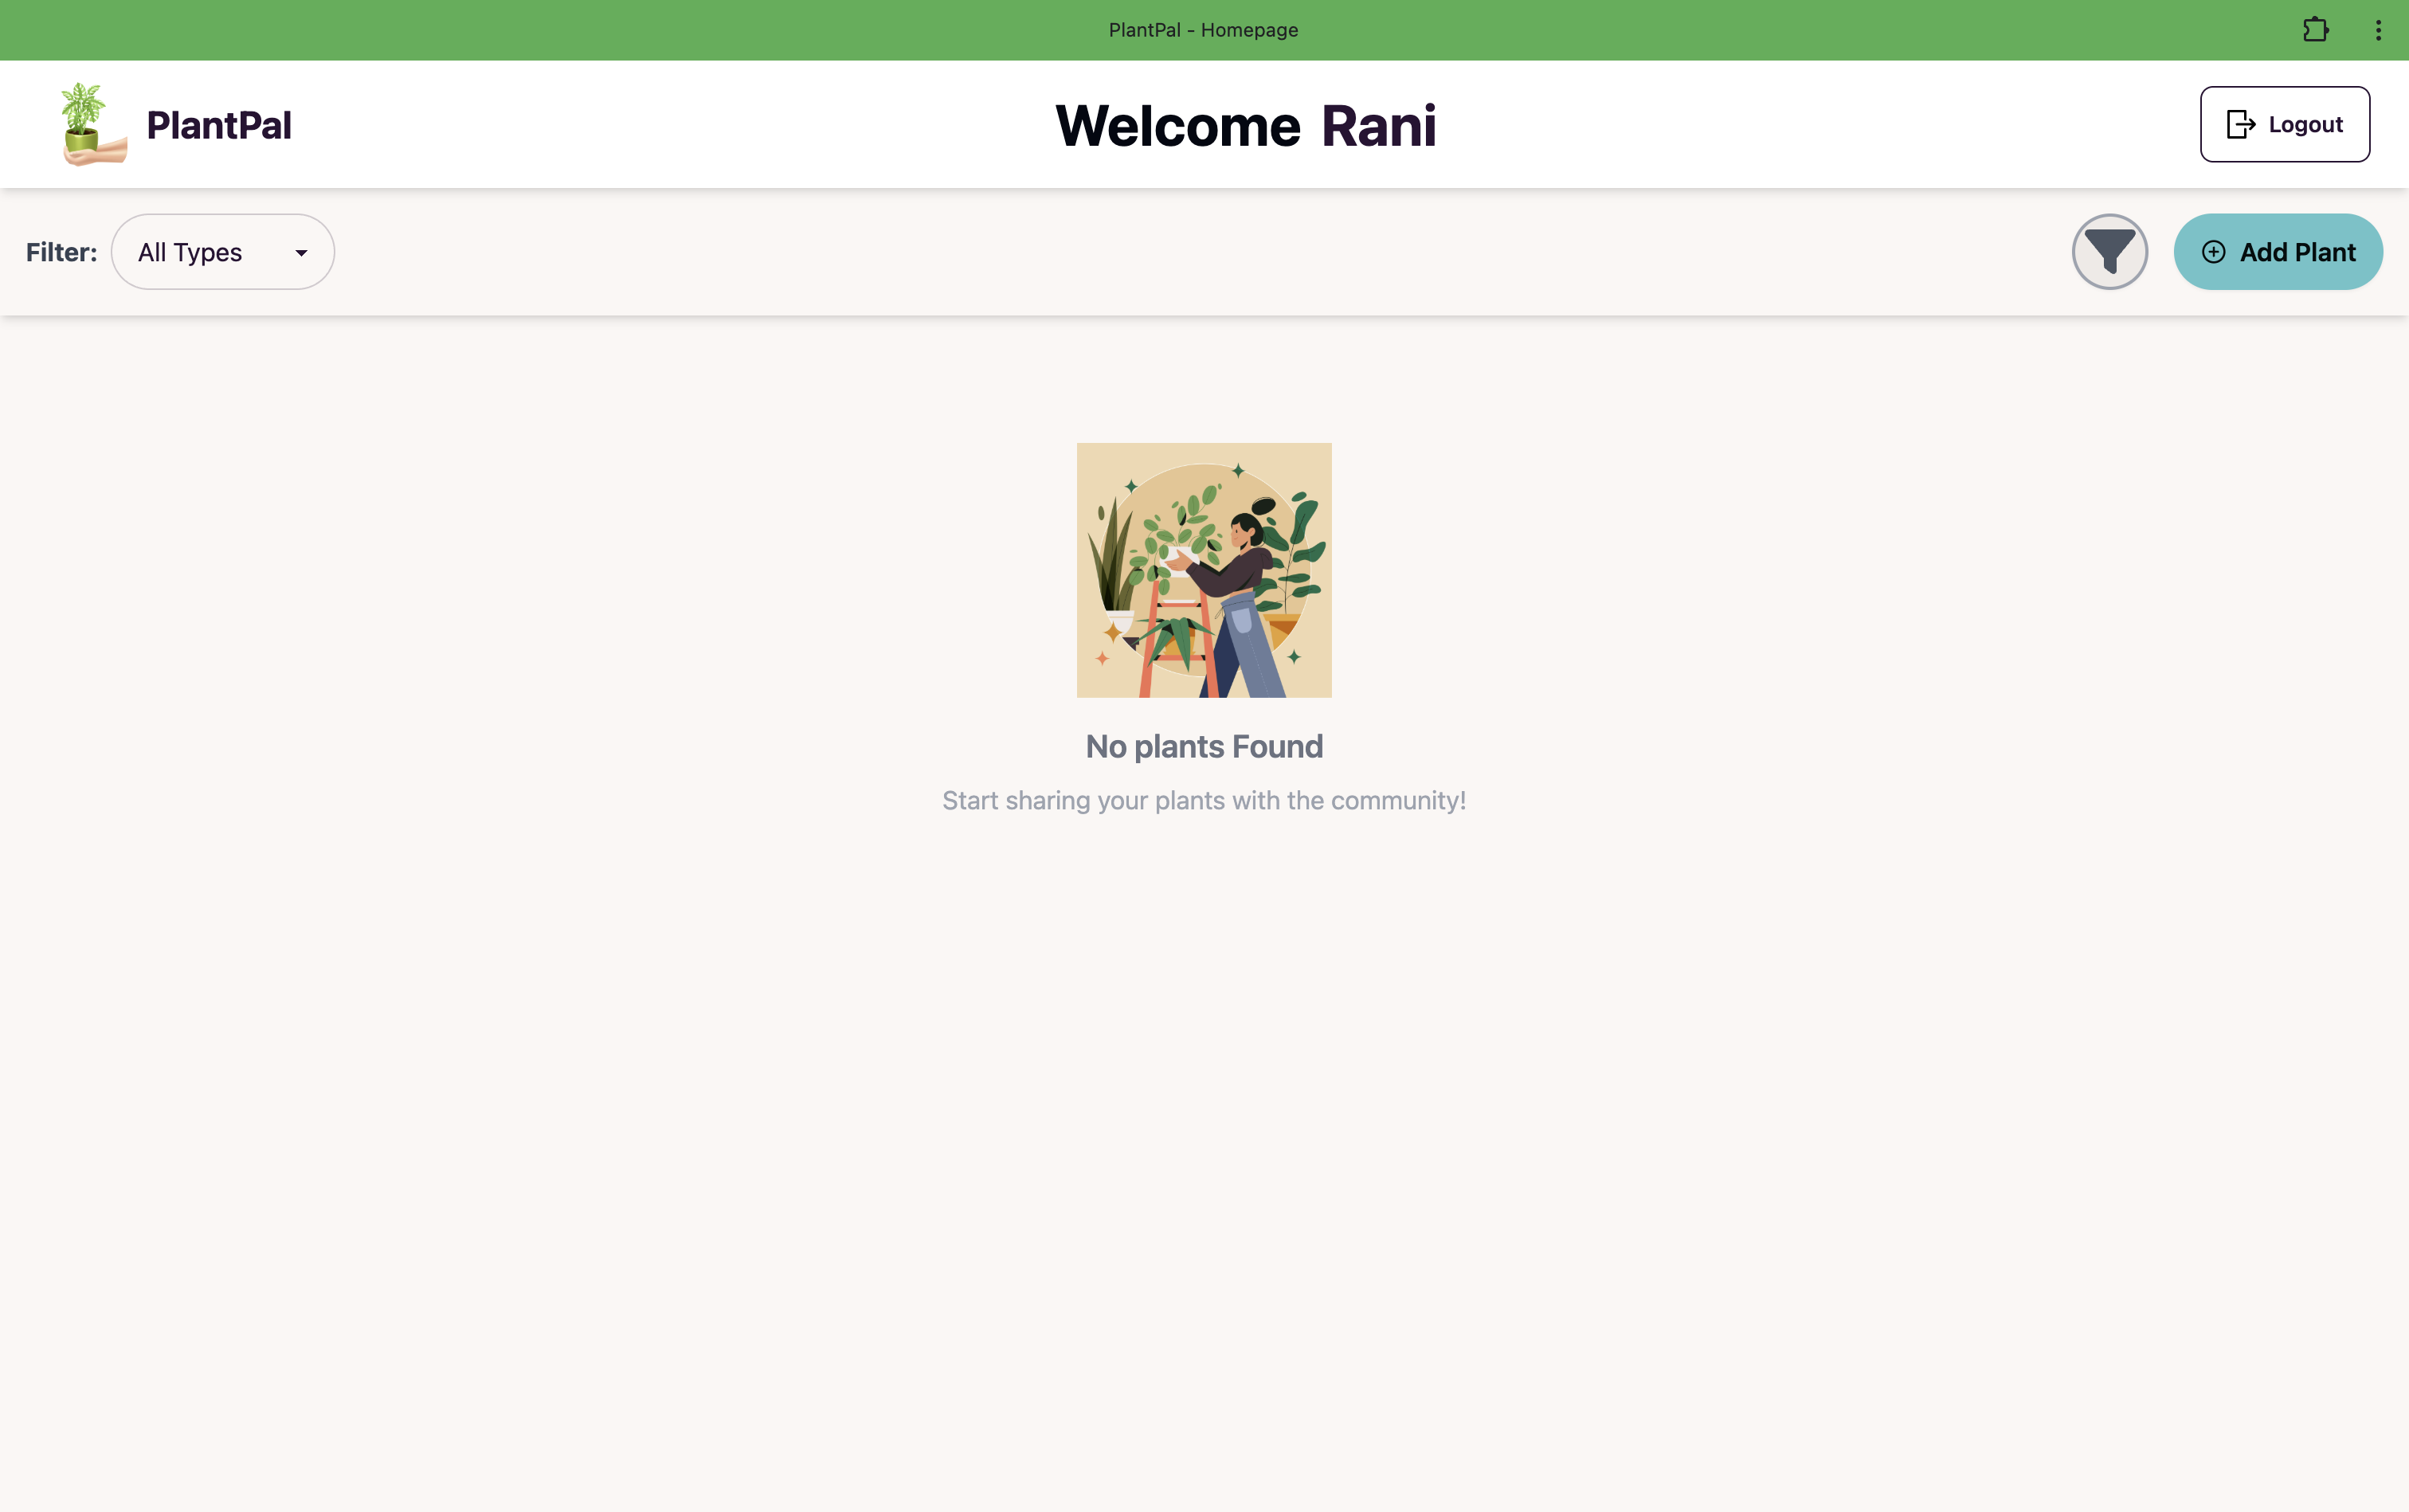 PlantPal - Homepage
PlantPal
Welcome Rani
Logout
Filter: All Types
Add Plant
No plants Found
Start sharing your plants with the community!